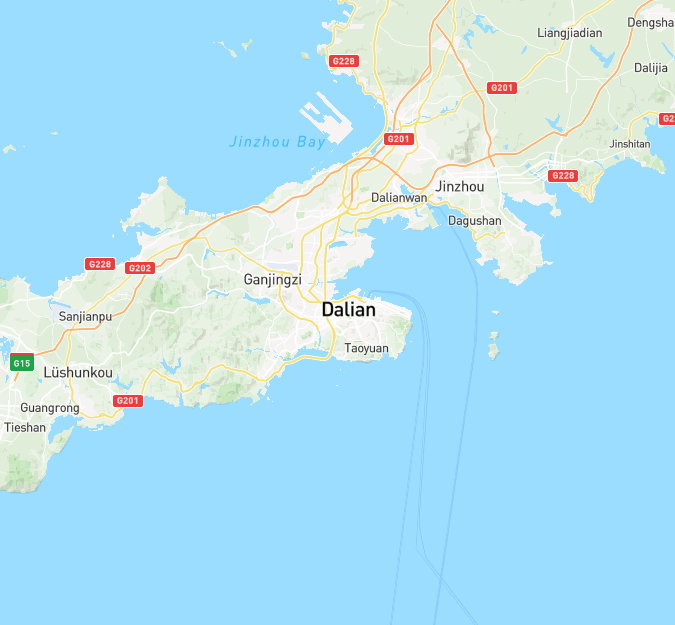 Dengsha
Liangjiadian
G228
Dalijia
G201
G2
G201
Jinzhou Bay
Jinshitan
G228
Jinzhou
Dalianwan
Dagushan
G228
G202
Ganjingzi
Dalian
Sanjianpu
Taoyuan
G15
Lüshunkou
G201
Guangrong
Tieshan